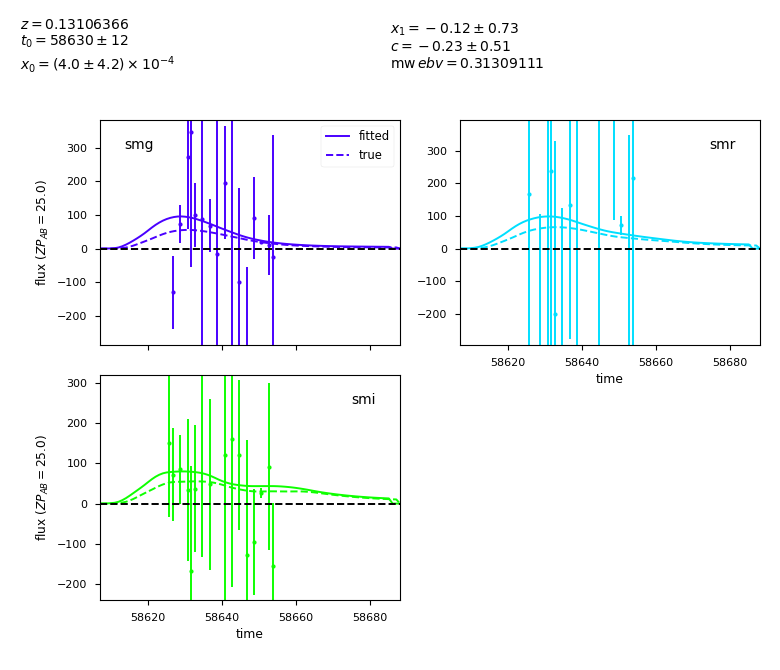 z = 0.13106366
t₀ = 58630 ± 12
x₀ = (4.0 ± 4.2) × 10⁻⁴
x₁ = −0.12 ± 0.73
c = −0.23 ± 0.51
mw ebv = 0.31309111
smg
fitted
true
300
200
100
0
−100
−200
flux (ZP_AB = 25.0)
smr
300
200
100
0
−100
−200
58620 58640 58660 58680
time
smi
300
200
100
0
−100
−200
flux (ZP_AB = 25.0)
58620 58640 58660 58680
time